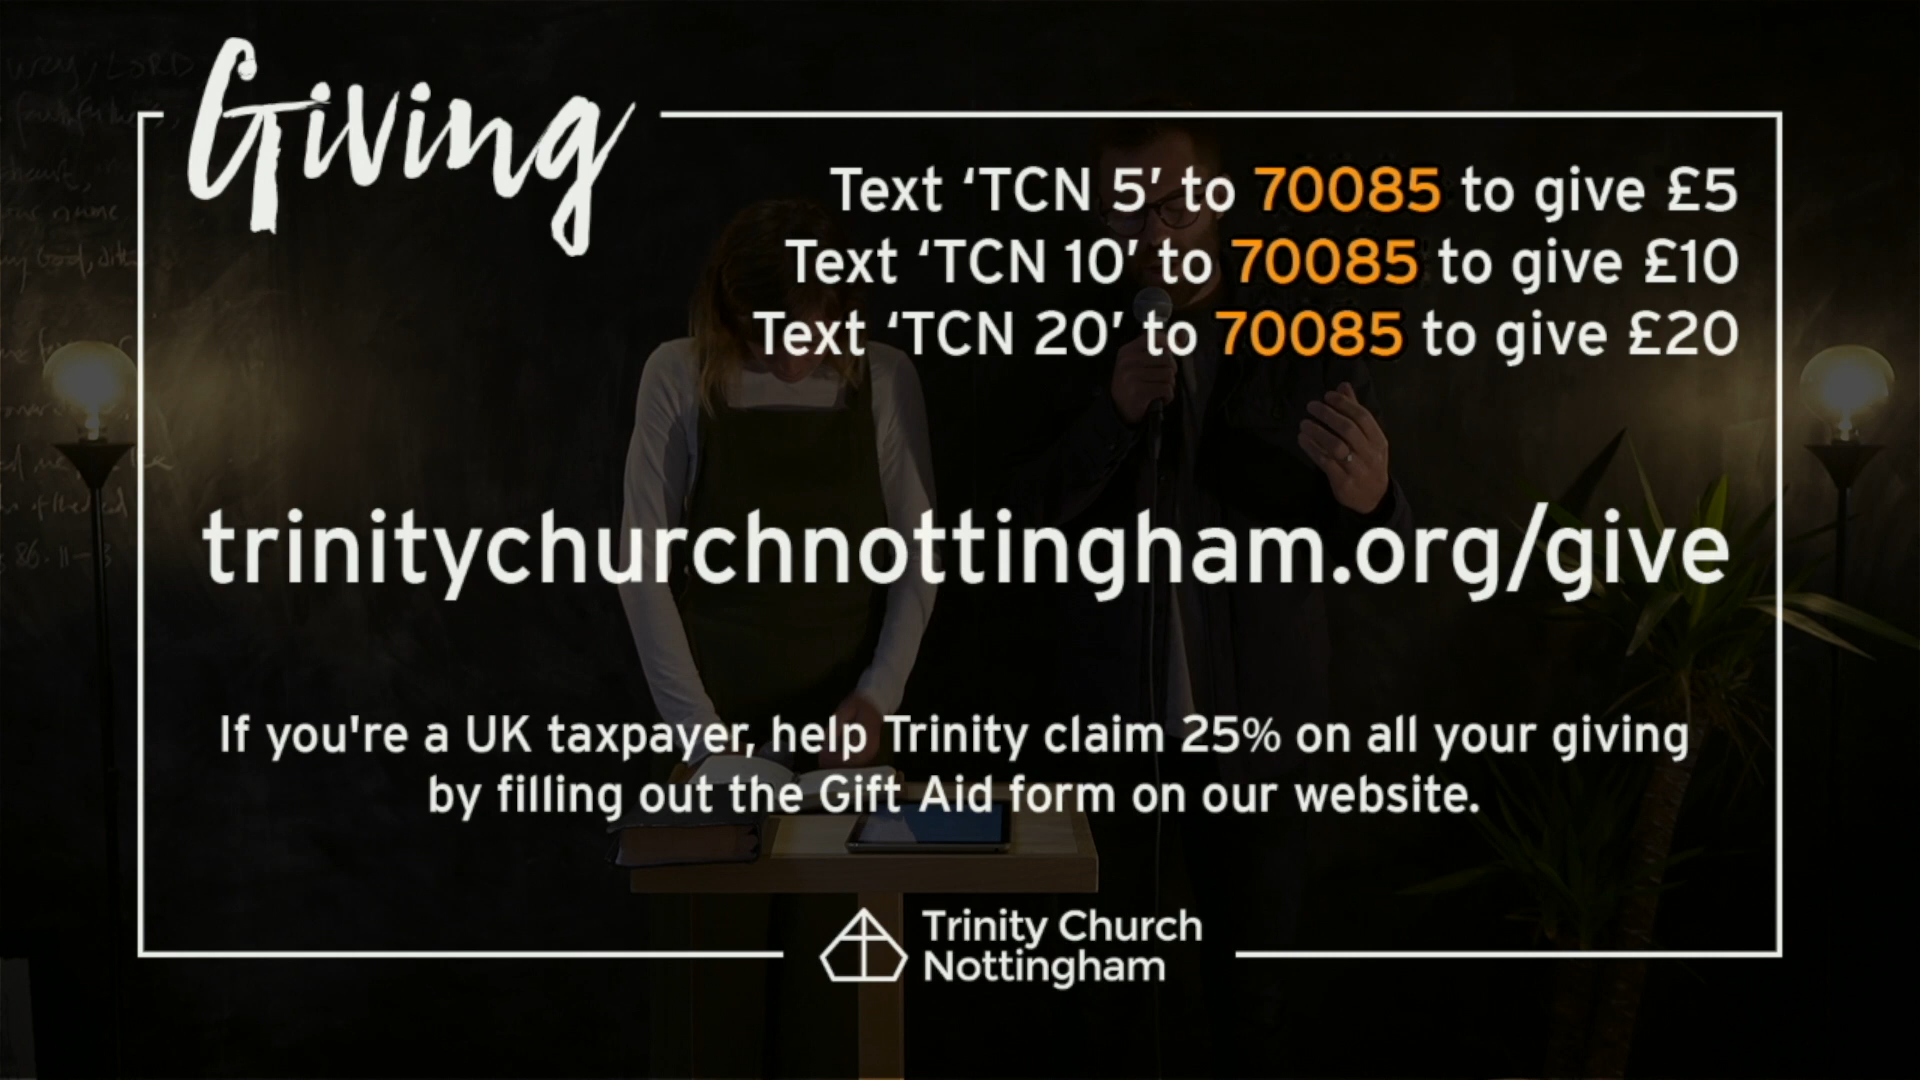 Giving
Text ‘TCN 5’ to 70085 to give £5
Text ‘TCN 10’ to 70085 to give £10
Text ‘TCN 20’ to 70085 to give £20
trinitychurchnottingham.org/give
If you're a UK taxpayer, help Trinity claim 25% on all your giving
by filling out the Gift Aid form on our website.
Trinity Church
Nottingham